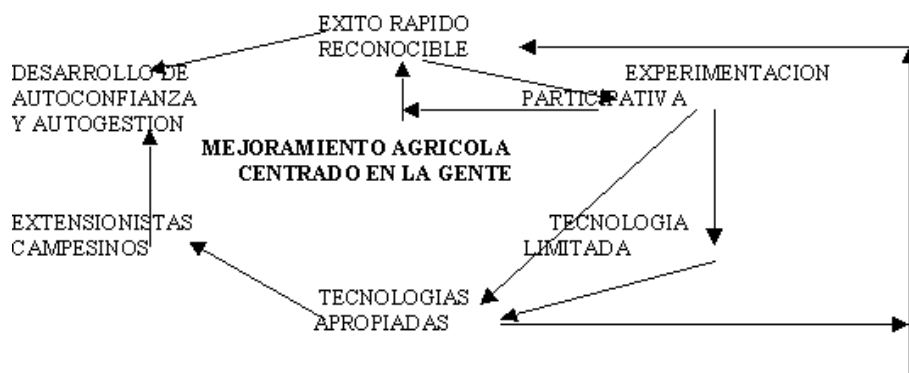 EXITO RAPIDO
RECONOCIBLE
DESARROLLO DE
AUTOCONFIANZA
Y AUTOGESTION
EXPERIMENTACION
PARTICIPATIVA
MEJORAMIENTO AGRICOLA
CENTRADO EN LA GENTE
EXTENSIONISTAS
CAMPESINOS
TECNOLOGIA
LIMITADA
TECNOLOGIAS
APROPIADAS